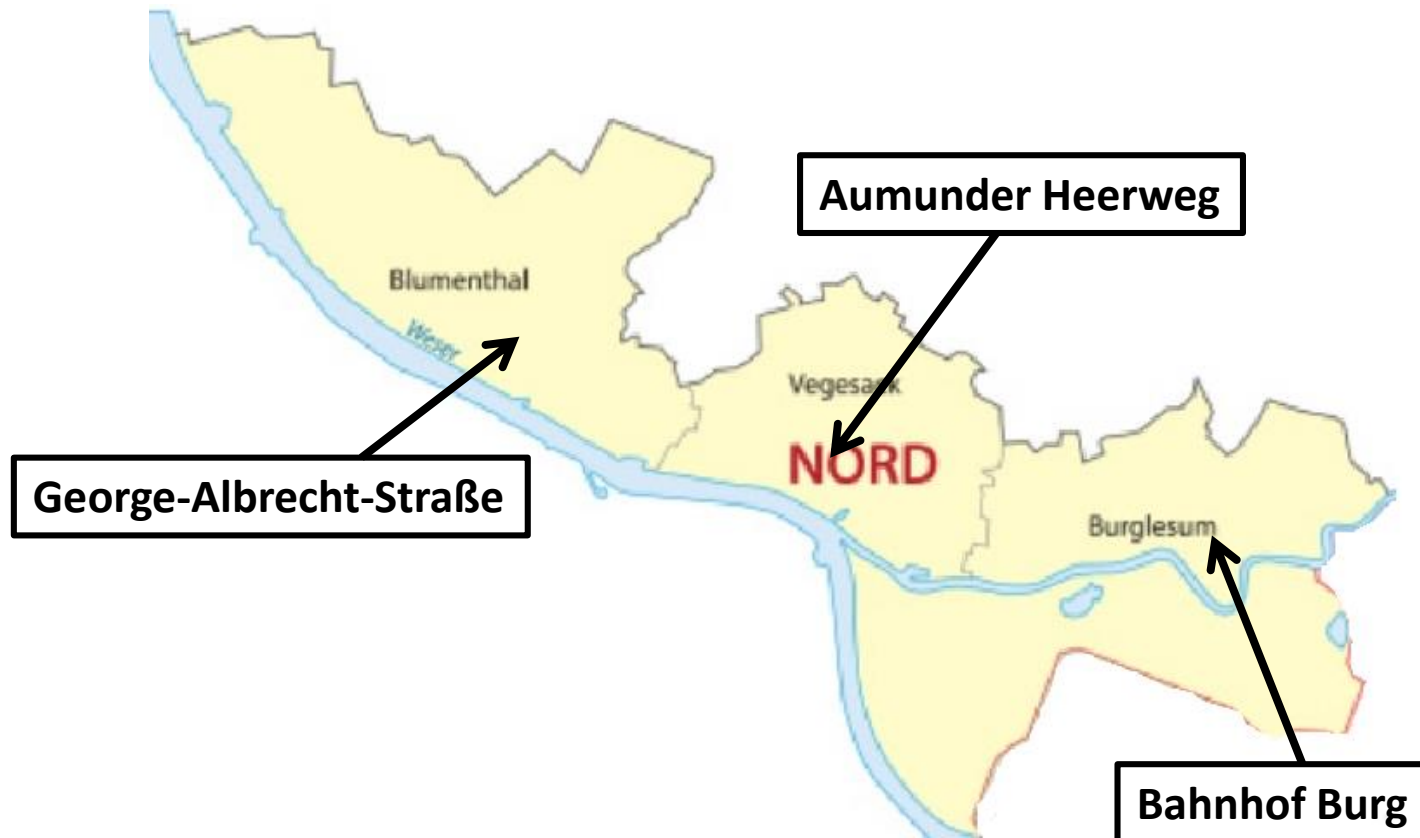 Aumunder Heerweg
Blumenthal
Weser
Vegesack
NORD
George-Albrecht-Straße
Burglesum
Bahnhof Burg